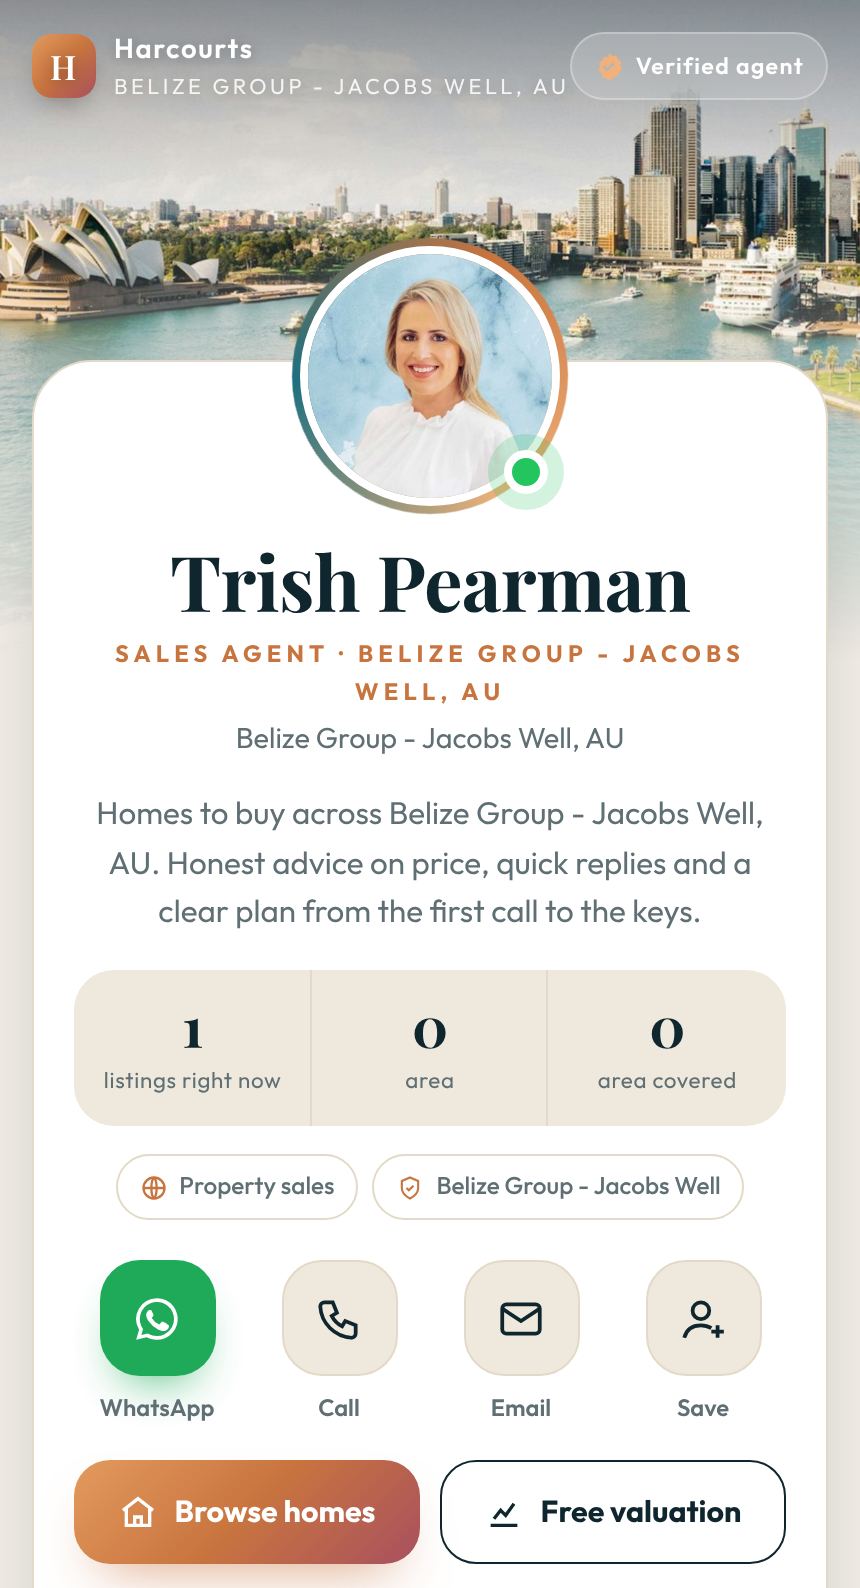 H
Harcourts
BELIZE GROUP - JACOBS WELL, AU
Verified agent
Trish Pearman
SALES AGENT · BELIZE GROUP - JACOBS
WELL, AU
Belize Group - Jacobs Well, AU
Homes to buy across Belize Group - Jacobs Well,
AU. Honest advice on price, quick replies and a
clear plan from the first call to the keys.
1
listings right now
0
area
0
area covered
Property sales
Belize Group - Jacobs Well
WhatsApp
Call
Email
Save
Browse homes
Free valuation